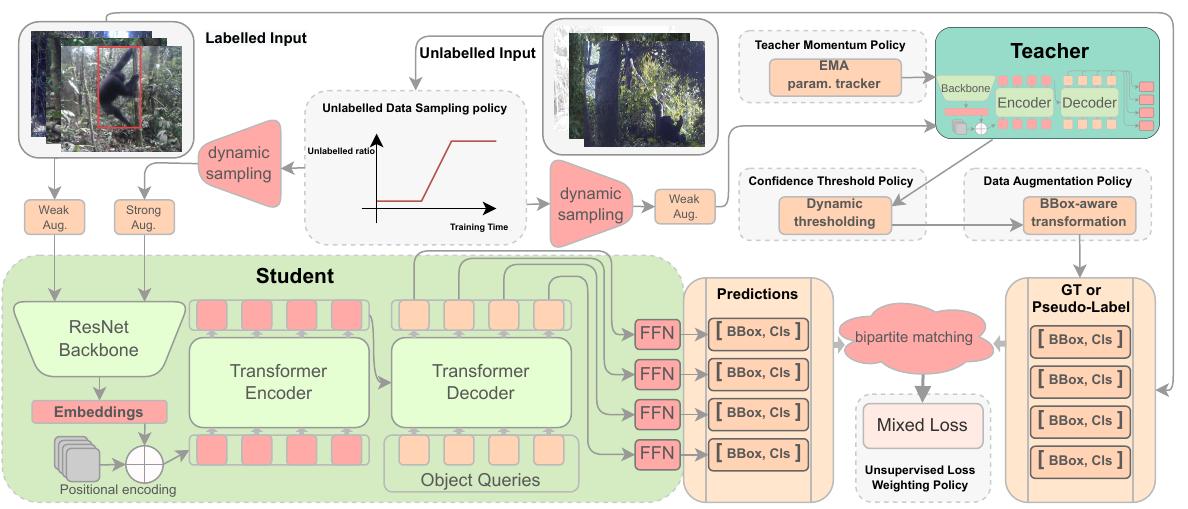 Labelled Input
Unlabelled Input
Unlabelled Data Sampling policy
Unlabelled ratio
Training Time
dynamic
sampling
dynamic
sampling
Weak
Aug.
Strong
Aug.
Weak
Aug.
Teacher Momentum Policy
EMA
param. tracker
Teacher
Backbone
Encoder
Decoder
Confidence Threshold Policy
Dynamic
thresholding
Data Augmentation Policy
BBox-aware
transformation
Student
ResNet
Backbone
Embeddings
Positional encoding
Transformer
Encoder
Transformer
Decoder
Object Queries
FFN
FFN
FFN
FFN
Predictions
[ BBox, Cls ]
[ BBox, Cls ]
[ BBox, Cls ]
[ BBox, Cls ]
bipartite matching
Mixed Loss
Unsupervised Loss
Weighting Policy
GT or
Pseudo-Label
[ BBox, Cls ]
[ BBox, Cls ]
[ BBox, Cls ]
[ BBox, Cls ]